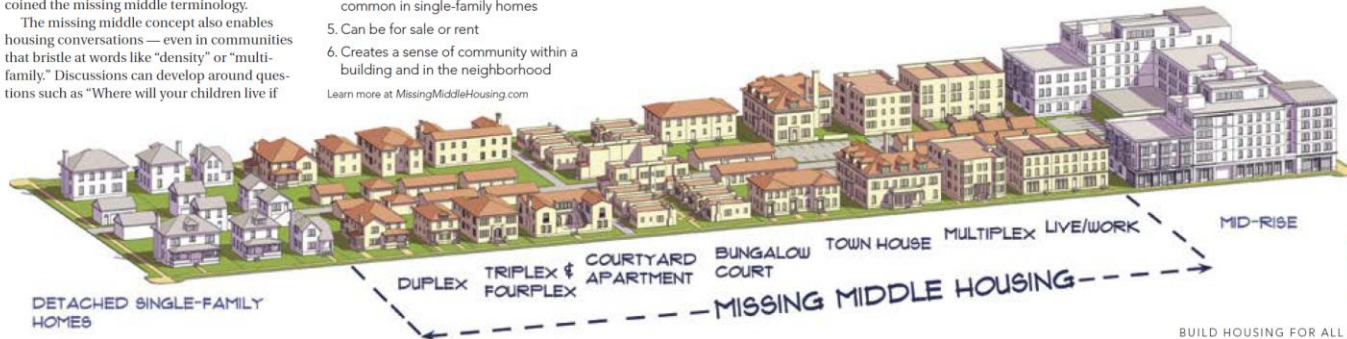 coined the missing middle terminology.
The missing middle concept also enables
housing conversations — even in communities
that bristle at words like “density” or “multi-
family.” Discussions can develop around ques-
tions such as “Where will your children live if
common in single-family homes
5. Can be for sale or rent
6. Creates a sense of community within a
building and in the neighborhood
Learn more at MissingMiddleHousing.com
DETACHED SINGLE-FAMILY
HOMES
DUPLEX
TRIPLEX &
FOURPLEX
COURTYARD
APARTMENT
BUNGALOW
COURT
TOWN HOUSE
MULTIPLEX
LIVE/WORK
MID-RISE
MISSING MIDDLE HOUSING
BUILD HOUSING FOR ALL